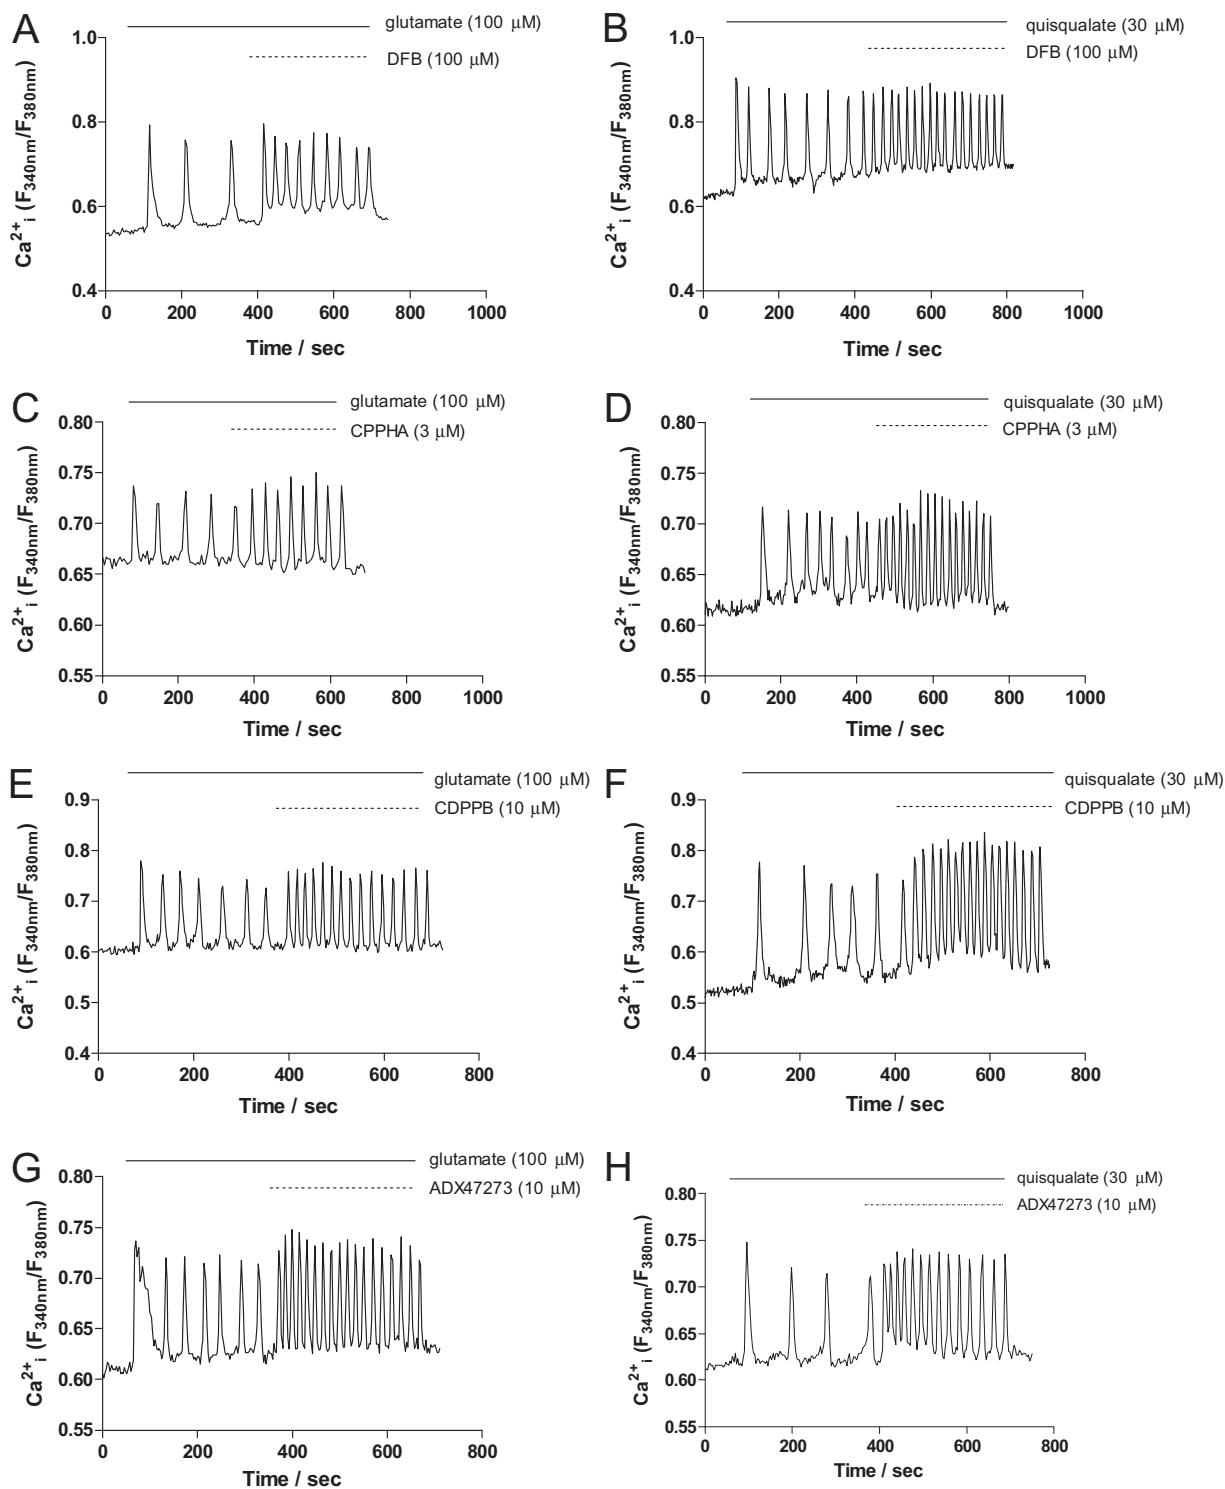 A
glutamate (100 μM)
DFB (100 μM)
1.0
0.8
0.6
0.4
Ca2+i (F340nm/F380nm)
0 200 400 600 800 1000
Time / sec
B
quisqualate (30 μM)
DFB (100 μM)
1.0
0.8
0.6
0.4
Ca2+i (F340nm/F380nm)
0 200 400 600 800 1000
Time / sec
C
glutamate (100 μM)
CPPHA (3 μM)
0.80
0.75
0.70
0.65
0.60
0.55
Ca2+i (F340nm/F380nm)
0 200 400 600 800 1000
Time / sec
D
quisqualate (30 μM)
CPPHA (3 μM)
0.80
0.75
0.70
0.65
0.60
0.55
Ca2+i (F340nm/F380nm)
0 200 400 600 800 1000
Time / sec
E
glutamate (100 μM)
CDPPB (10 μM)
0.9
0.8
0.7
0.6
0.5
0.4
Ca2+i (F340nm/F380nm)
0 200 400 600 800
Time / sec
F
quisqualate (30 μM)
CDPPB (10 μM)
0.9
0.8
0.7
0.6
0.5
0.4
Ca2+i (F340nm/F380nm)
0 200 400 600 800
Time / sec
G
glutamate (100 μM)
ADX47273 (10 μM)
0.80
0.75
0.70
0.65
0.60
0.55
Ca2+i (F340nm/F380nm)
0 200 400 600 800
Time / sec
H
quisqualate (30 μM)
ADX47273 (10 μM)
0.80
0.75
0.70
0.65
0.60
0.55
Ca2+i (F340nm/F380nm)
0 200 400 600 800
Time / sec